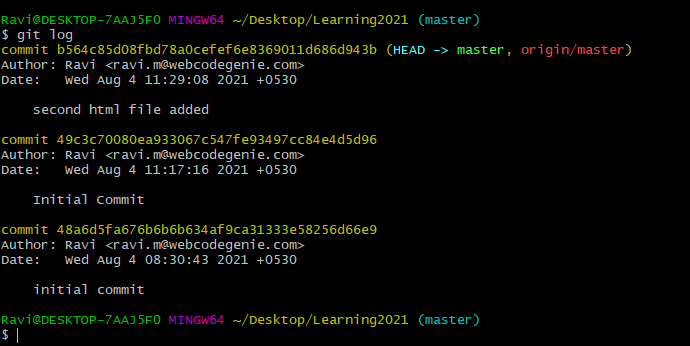 Ravi@DESKTOP-7AAJ5F0 MINGW64 ~/Desktop/Learning2021 (master)
$ git log
commit b564c85d08fbd78a0cefef6e8369011d686d943b (HEAD -> master, origin/master)
Author: Ravi <ravi.m@webcodegenie.com>
Date:   Wed Aug 4 11:29:08 2021 +0530
    second html file added
commit 49c3c70080ea933067c547fe93497cc84e4d5d96
Author: Ravi <ravi.m@webcodegenie.com>
Date:   Wed Aug 4 11:17:16 2021 +0530
    Initial Commit
commit 48a6d5fa676b6b6b634af9ca31333e58256d66e9
Author: Ravi <ravi.m@webcodegenie.com>
Date:   Wed Aug 4 08:30:43 2021 +0530
    initial commit
Ravi@DESKTOP-7AAJ5F0 MINGW64 ~/Desktop/Learning2021 (master)
$